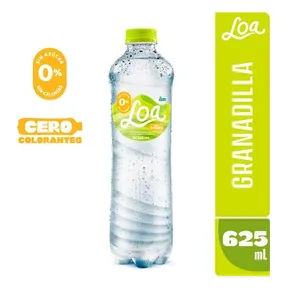 SIN AZÚCAR
0%
SIN CALORÍAS
CERO
COLORANTES
0%
Loa
Loa
GRANADILLA
625
mL